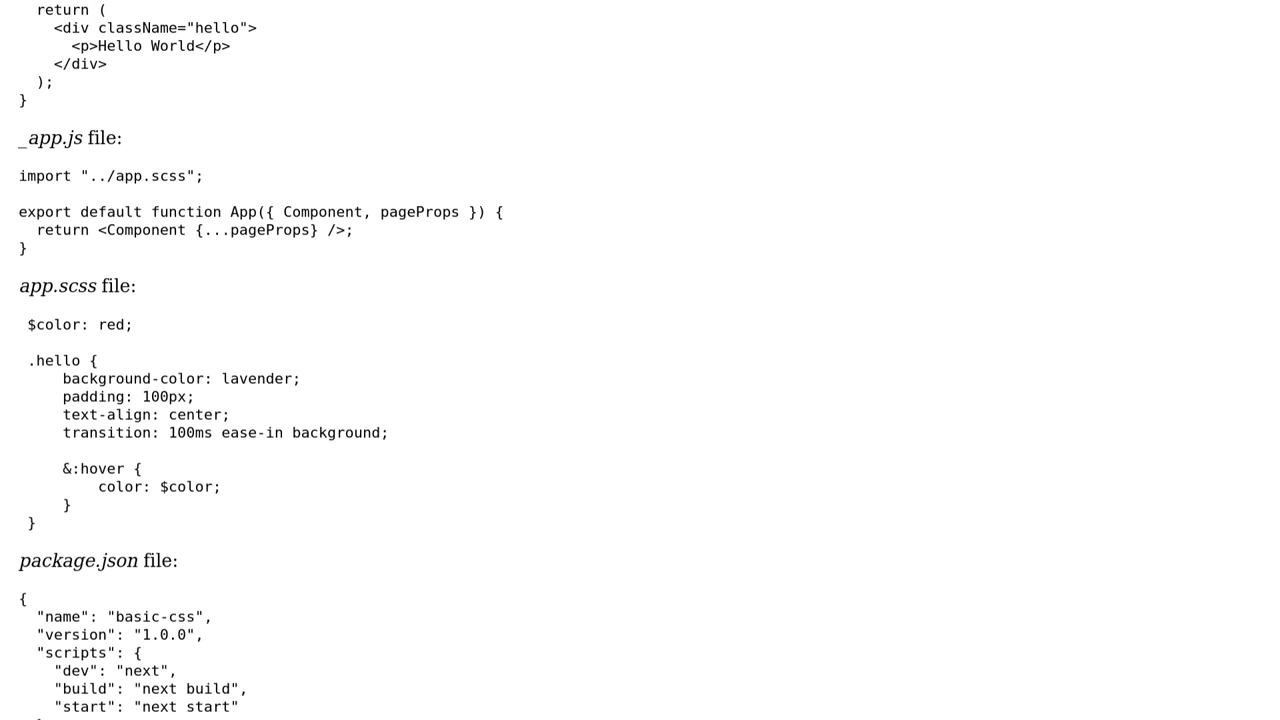 return (
    <div className="hello">
      <p>Hello World</p>
    </div>
  );
}
_app.js file:
import "../app.scss";
export default function App({ Component, pageProps }) {
  return <Component {...pageProps} />;
}
app.scss file:
 $color: red;
 .hello {
     background-color: lavender;
     padding: 100px;
     text-align: center;
     transition: 100ms ease-in background;
     &:hover {
         color: $color;
     }
 }
package.json file:
{
  "name": "basic-css",
  "version": "1.0.0",
  "scripts": {
    "dev": "next",
    "build": "next build",
    "start": "next start"